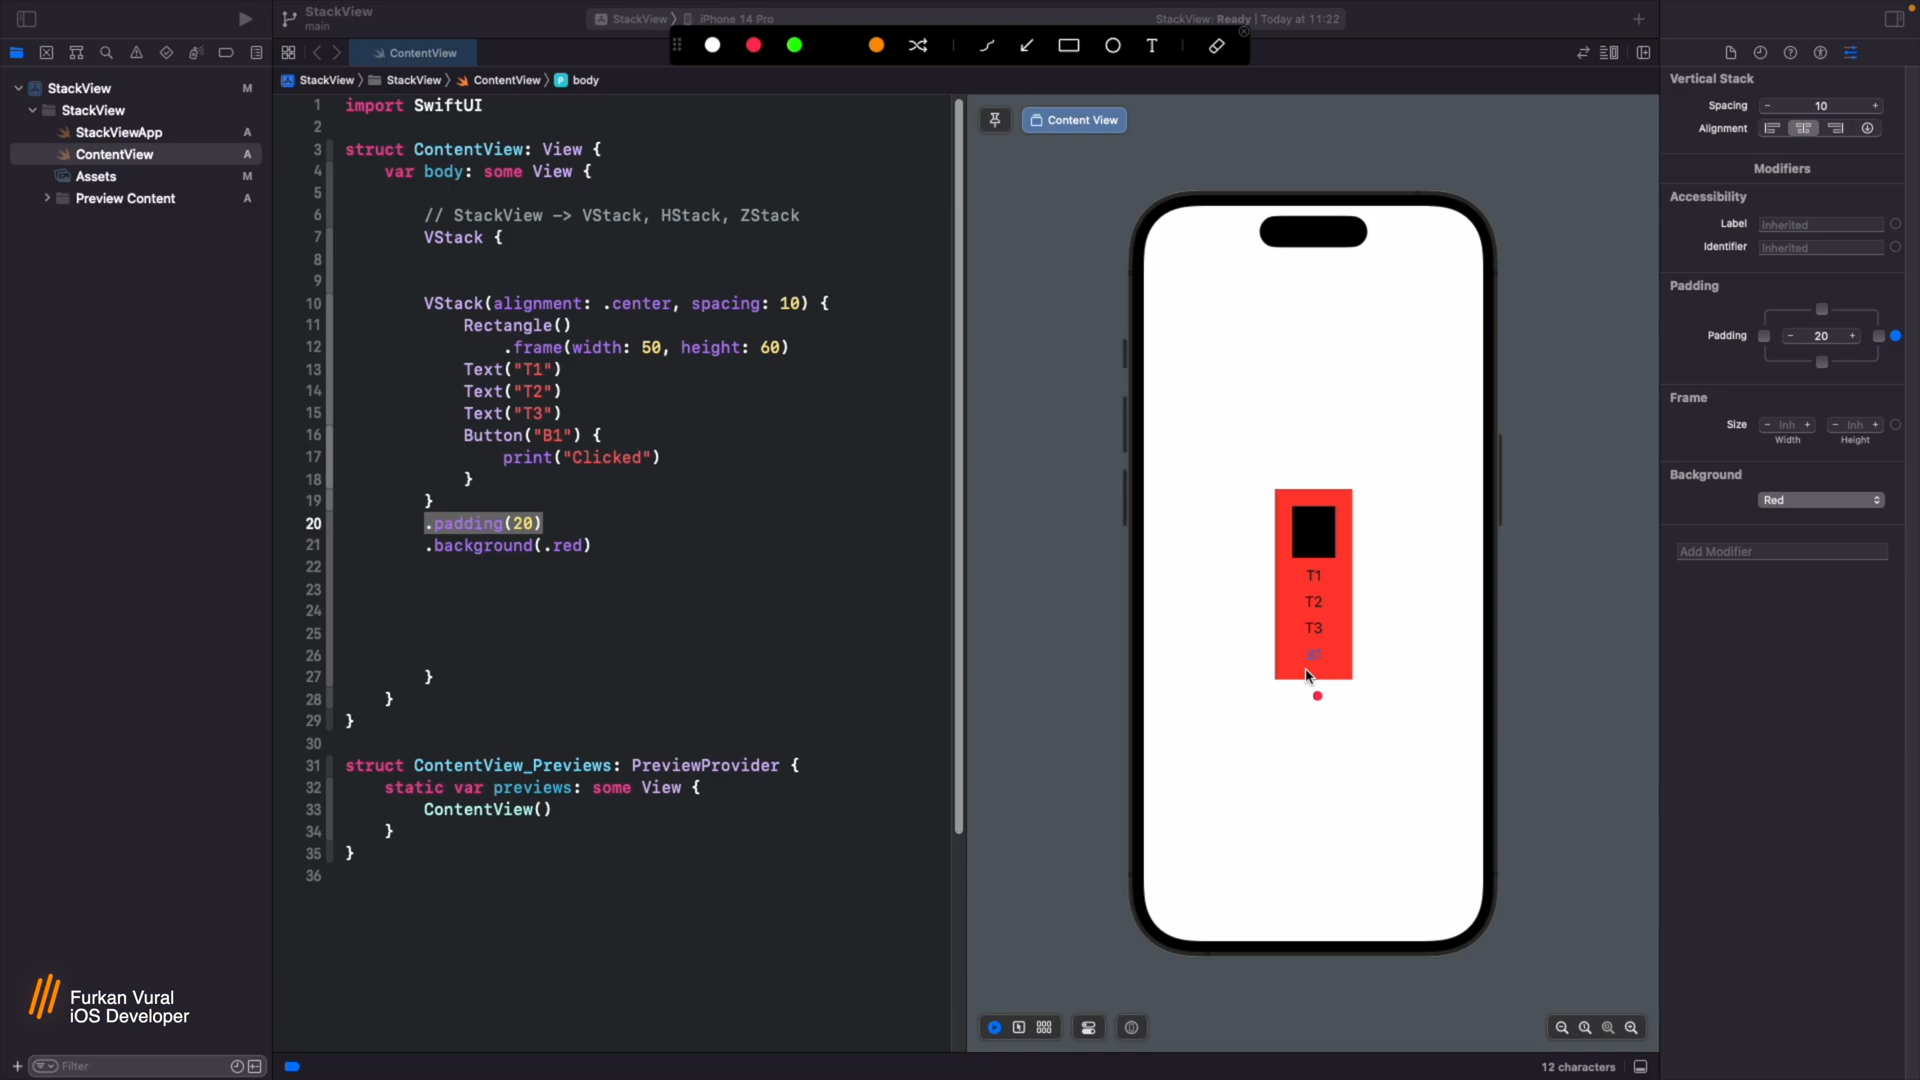 StackView
main
StackView
iPhone 14 Pro
StackView: Ready | Today at 11:22
ContentView
StackView
M
StackView
StackViewApp
A
ContentView
A
Assets
M
Preview Content
A
StackView
StackView
ContentView
body
1 import SwiftUI
2
3 struct ContentView: View {
4 var body: some View {
5
6 // StackView -> VStack, HStack, ZStack
7 VStack {
8
9
10 VStack(alignment: .center, spacing: 10) {
11 Rectangle()
12 .frame(width: 50, height: 60)
13 Text("T1")
14 Text("T2")
15 Text("T3")
16 Button("B1") {
17 print("Clicked")
18 }
19 }
20 .padding(20)
21 .background(.red)
22
23
24
25
26
27 }
28 }
29 }
30
31 struct ContentView_Previews: PreviewProvider {
32 static var previews: some View {
33 ContentView()
34 }
35 }
36
Content View
T1
T2
T3
Vertical Stack
Spacing - 10 +
Alignment
Modifiers
Accessibility
Label Inherited
Identifier Inherited
Padding
Padding - 20 +
Frame
Size - Inh + - Inh +
Width Height
Background
Red
Add Modifier
Furkan Vural
iOS Developer
Filter
12 characters